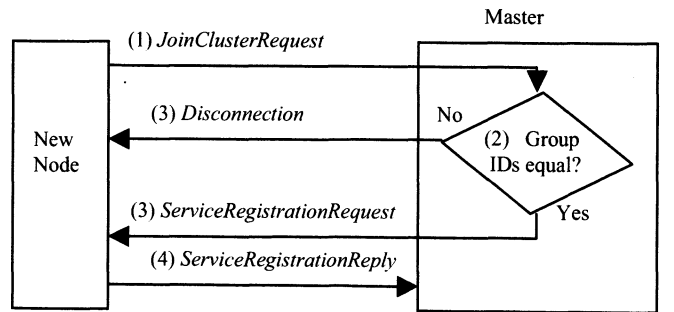 Master
(1) JoinClusterRequest
(3) Disconnection
No
New
Node
(2) Group
IDs equal?
(3) ServiceRegistrationRequest
Yes
(4) ServiceRegistrationReply